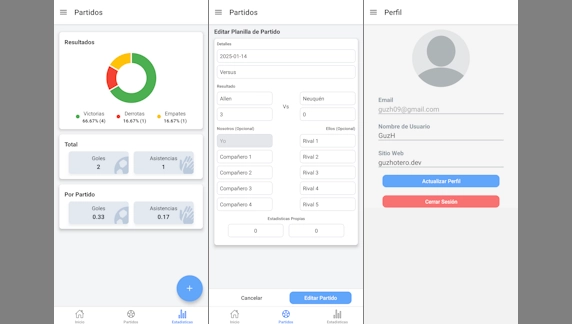 Partidos
Resultados
Victorias
66.67% (4)
Derrotas
16.67% (1)
Empates
16.67% (1)
Total
Goles
2
Asistencias
1
Por Partido
Goles
0.33
Asistencias
0.17
+
Inicio
Partidos
Estadísticas
Partidos
Editar Planilla de Partido
Detalles
2025-01-14
Versus
Resultado
Allen
Vs
Neuquén
3
0
Nosotros (Opcional)
Ellos (Opcional)
Yo
Rival 1
Compañero 1
Rival 2
Compañero 2
Rival 3
Compañero 3
Rival 4
Compañero 4
Rival 5
Estadísticas Propias
0
0
Cancelar
Editar Partido
Inicio
Partidos
Estadísticas
Perfil
Email
guzh09@gmail.com
Nombre de Usuario
GuzH
Sitio Web
guzhotero.dev
Actualizar Perfil
Cerrar Sesión